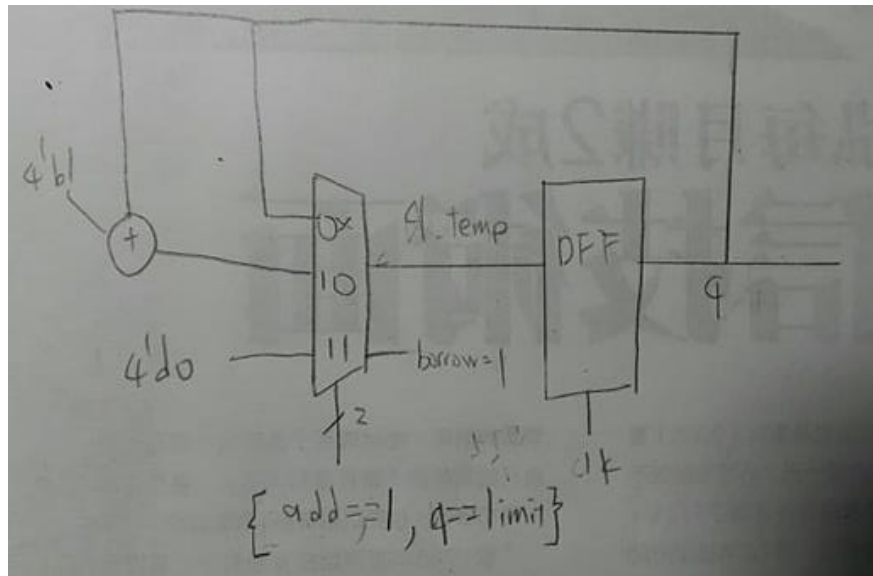 4'b1
+
0x
10
11
q_temp
DFF
q
4'd0
borrow=1
2
clk
{ add==1, q==limit}